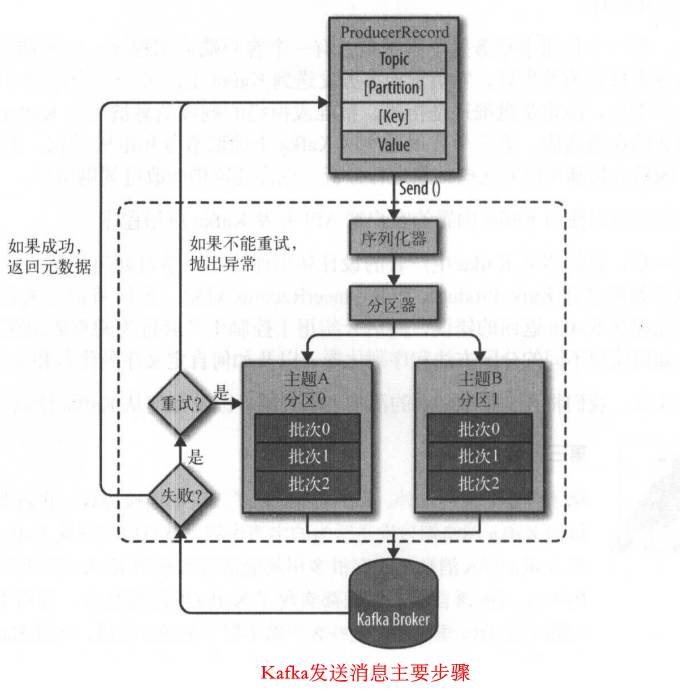 ProducerRecord
Topic
[Partition]
[Key]
Value
Send ()
序列化器
分区器
如果成功，
返回元数据
如果不能重试，
抛出异常
主题A
分区0
批次0
批次1
批次2
主题B
分区1
批次0
批次1
批次2
重试?
是
是
失败?
Kafka Broker
Kafka发送消息主要步骤